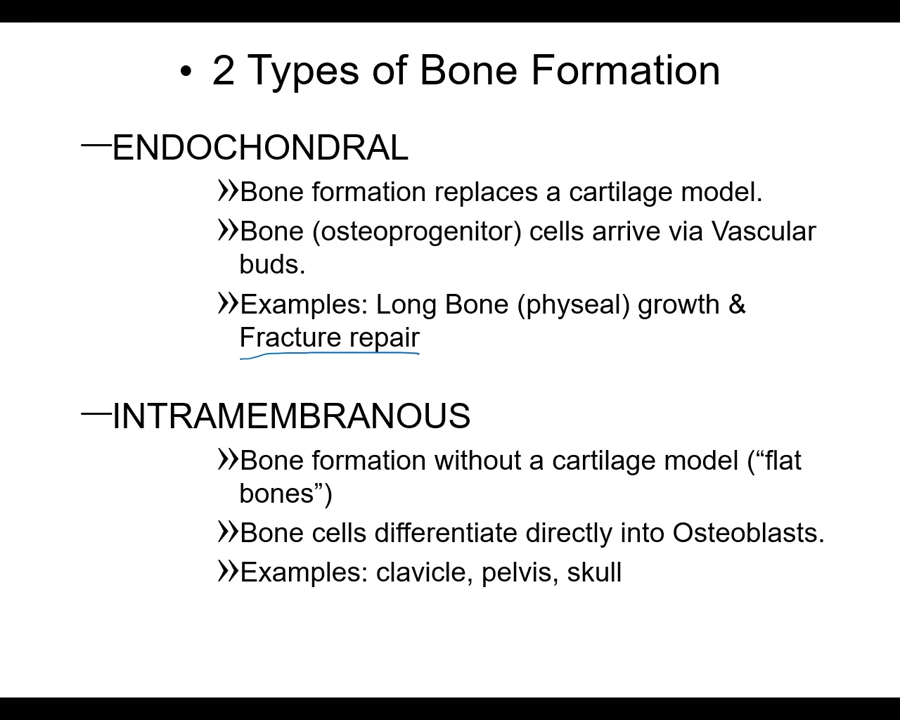 • 2 Types of Bone Formation
—ENDOCHONDRAL
»Bone formation replaces a cartilage model.
»Bone (osteoprogenitor) cells arrive via Vascular
buds.
»Examples: Long Bone (physeal) growth &
Fracture repair
—INTRAMEMBRANOUS
»Bone formation without a cartilage model (“flat
bones”)
»Bone cells differentiate directly into Osteoblasts.
»Examples: clavicle, pelvis, skull